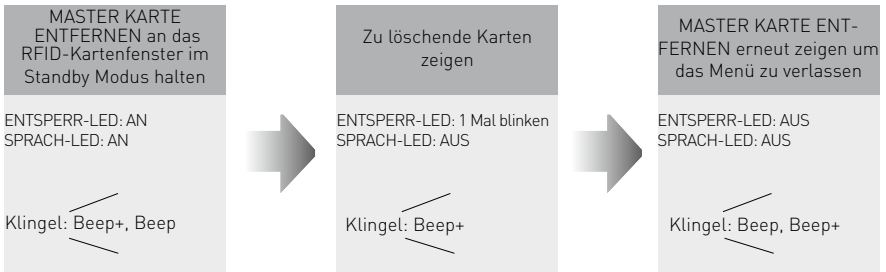 MASTER KARTE
ENTFERNEN an das
RFID-Kartenfenster im
Standby Modus halten
ENTSPERR-LED: AN
SPRACH-LED: AN
Klingel: Beep+, Beep
Zu löschende Karten
zeigen
ENTSPERR-LED: 1 Mal blinken
SPRACH-LED: AUS
Klingel: Beep+
MASTER KARTE ENT-
FERNEN erneut zeigen um
das Menü zu verlassen
ENTSPERR-LED: AUS
SPRACH-LED: AUS
Klingel: Beep, Beep+